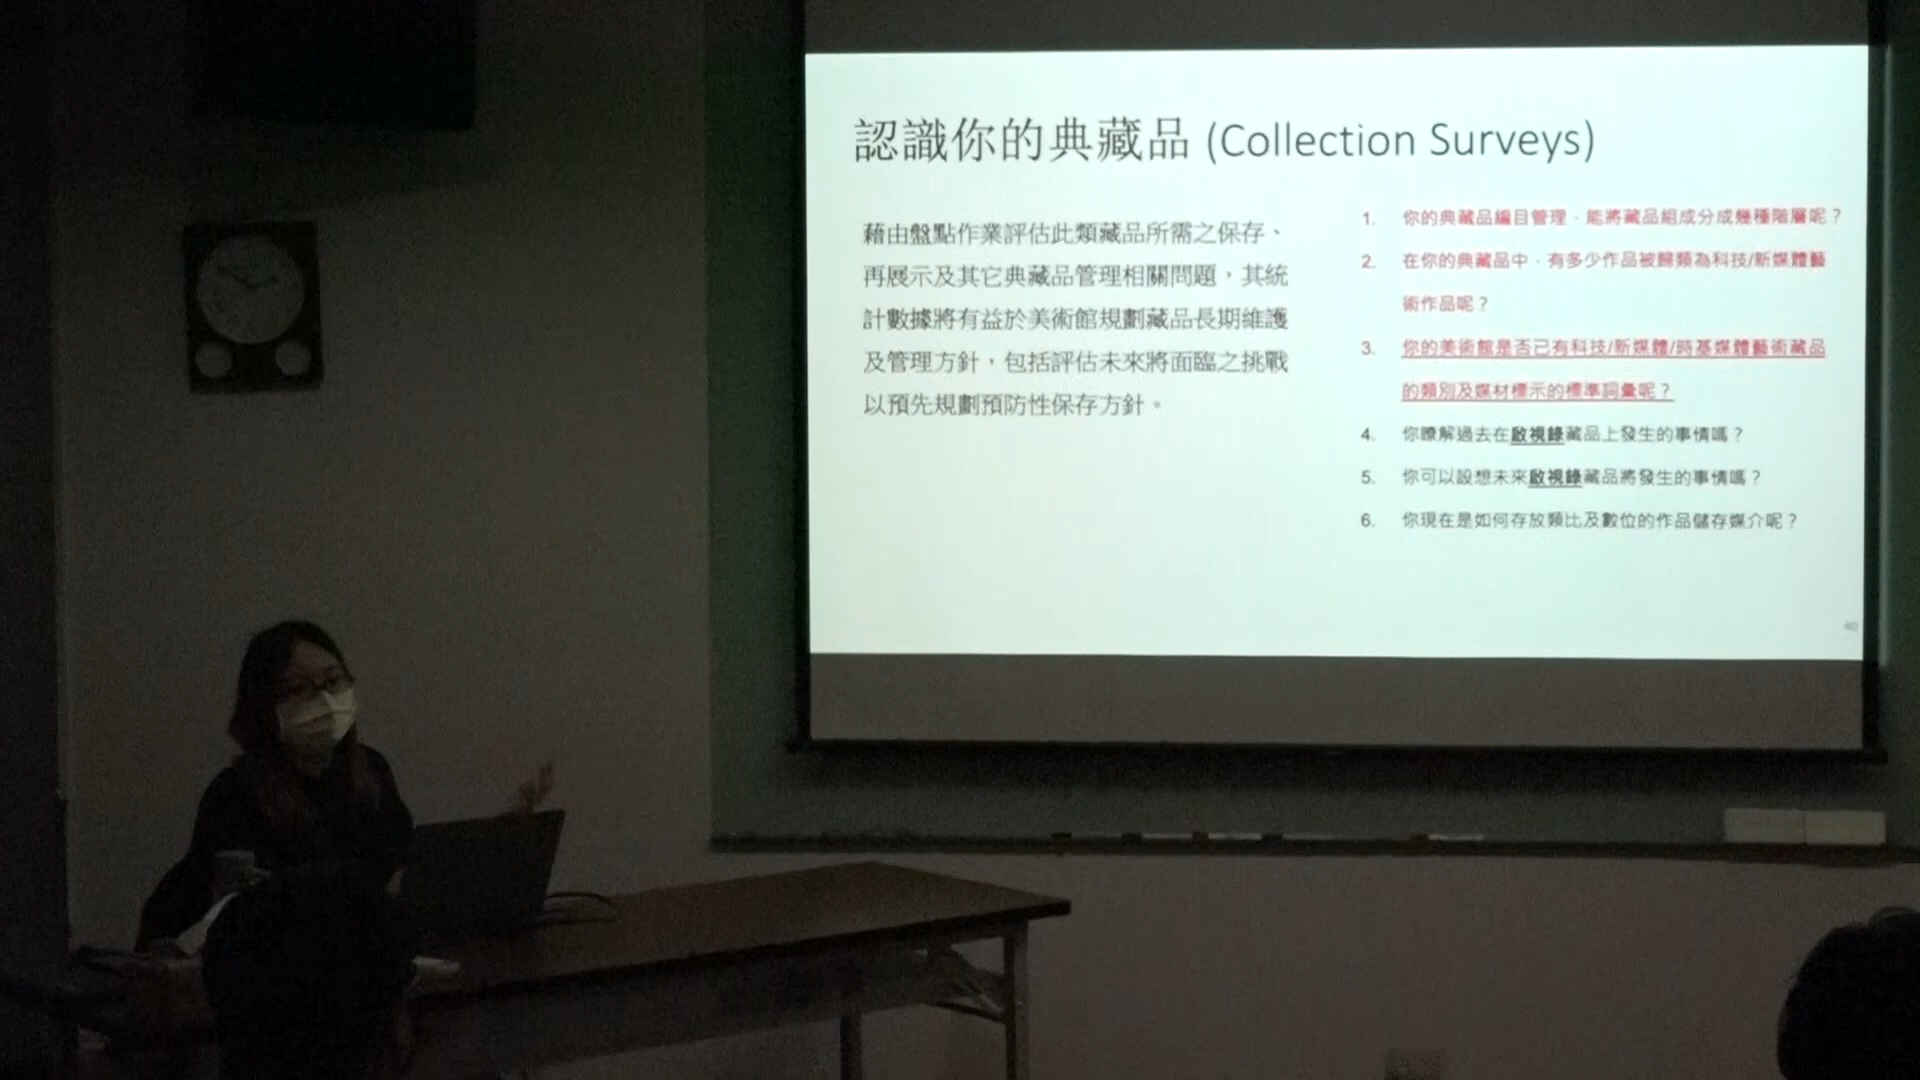 認識你的典藏品 (Collection Surveys)
藉由盤點作業評估此類藏品所需之保存、
再展示及其它典藏品管理相關問題，其統
計數據將有益於美術館規劃藏品長期維護
及管理方針，包括評估未來將面臨之挑戰
以預先規劃預防性保存方針。
1. 你的典藏品編目管理，能將藏品組成分成幾種階層呢？
2. 在你的典藏品中，有多少作品被歸類為科技/新媒體藝
術作品呢？
3. 你的美術館是否已有科技/新媒體/時基媒體藝術藏品
的類別及媒材標示的標準詞彙呢？
4. 你瞭解過去在啟視錄藏品上發生的事情嗎？
5. 你可以設想未來啟視錄藏品將發生的事情嗎？
6. 你現在是如何存放類比及數位的作品儲存媒介呢？
40